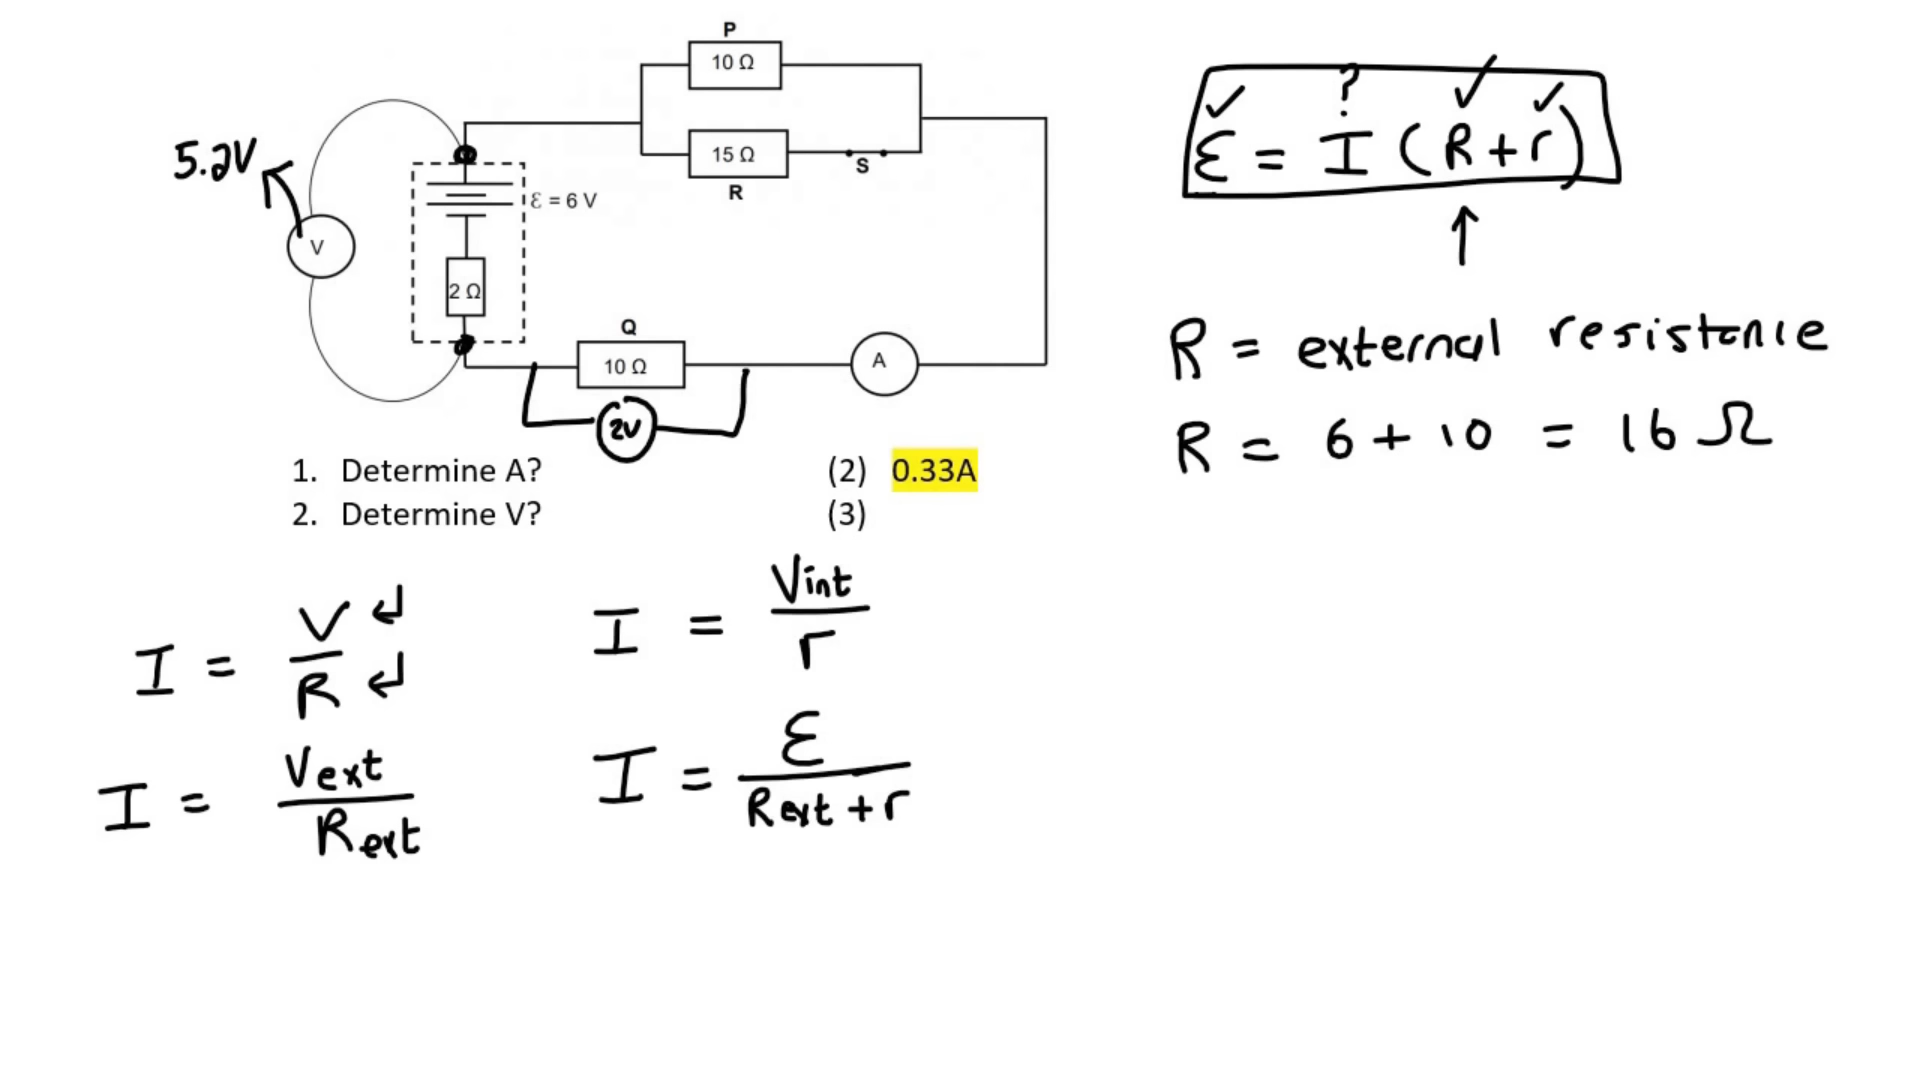 P
10 Ω
15 Ω
S
R
5.2V
ℰ = 6 V
V
2 Ω
Q
10 Ω
A
2V
1. Determine A? (2) 0.33A
2. Determine V? (3)
I = V / R
I = Vint / r
I = Vext / Rext
I = ε / Rext + r
?
ε = I (R + r)
R = external resistance
R = 6 + 10 = 16 Ω